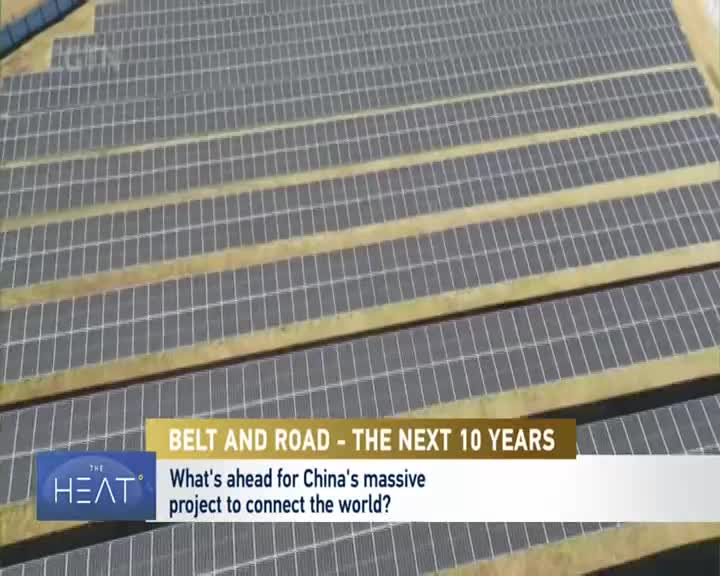 CGTN
BELT AND ROAD - THE NEXT 10 YEARS
THE
HEAT
What's ahead for China's massive
project to connect the world?